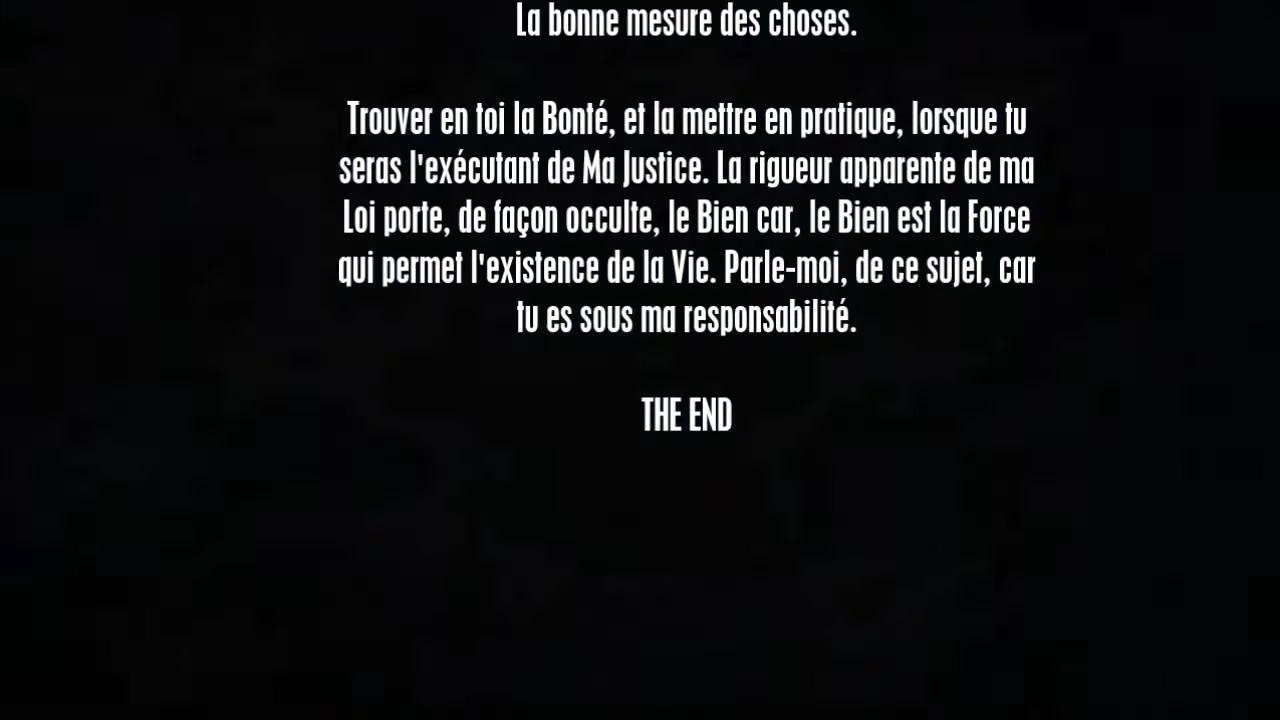 La bonne mesure des choses.
Trouver en toi la Bonté, et la mettre en pratique, lorsque tu
seras l'exécutant de Ma Justice. La rigueur apparente de ma
Loi porte, de façon occulte, le Bien car, le Bien est la Force
qui permet l'existence de la Vie. Parle-moi, de ce sujet, car
tu es sous ma responsabilité.
THE END